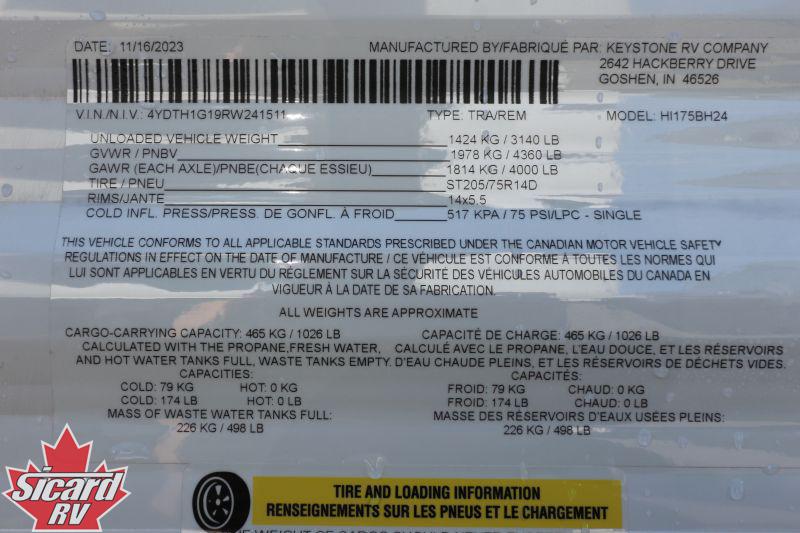 DATE: 11/16/2023 MANUFACTURED BY/FABRIQUÉ PAR: KEYSTONE RV COMPANY
2642 HACKBERRY DRIVE
GOSHEN, IN 46526
V.I.N./N.I.V.: 4YDTH1G19RW241511 TYPE: TRA/REM MODEL: HI175BH24
UNLOADED VEHICLE WEIGHT 1424 KG / 3140 LB
GVWR / PNBV 1978 KG / 4360 LB
GAWR (EACH AXLE)/PNBE(CHAQUE ESSIEU) 1814 KG / 4000 LB
TIRE / PNEU ST205/75R14D
RIMS/JANTE 14x5.5
COLD INFL. PRESS/PRESS. DE GONFL. À FROID 517 KPA / 75 PSI/LPC - SINGLE
THIS VEHICLE CONFORMS TO ALL APPLICABLE STANDARDS PRESCRIBED UNDER THE CANADIAN MOTOR VEHICLE SAFETY
REGULATIONS IN EFFECT ON THE DATE OF MANUFACTURE / CE VÉHICULE EST CONFORME À TOUTES LES NORMES QUI
LUI SONT APPLICABLES EN VERTU DU RÉGLEMENT SUR LA SÉCURITÉ DES VÉHICULES AUTOMOBILES DU CANADA EN
VIGUEUR À LA DATE DE SA FABRICATION.
ALL WEIGHTS ARE APPROXIMATE
CARGO-CARRYING CAPACITY: 465 KG / 1026 LB
CALCULATED WITH THE PROPANE,FRESH WATER,
AND HOT WATER TANKS FULL, WASTE TANKS EMPTY.
CAPACITIES:
COLD: 79 KG HOT: 0 KG
COLD: 174 LB HOT: 0 LB
MASS OF WASTE WATER TANKS FULL:
226 KG / 498 LB
CAPACITÉ DE CHARGE: 465 KG / 1026 LB
CALCULÉ AVEC LE PROPANE, L'EAU DOUCE, ET LES RÉSERVOIRS
D'EAU CHAUDE PLEINS, ET LES RÉSERVOIRS DE DÉCHETS VIDES.
CAPACITÉS:
FROID: 79 KG CHAUD: 0 KG
FROID: 174 LB CHAUD: 0 LB
MASSE DES RÉSERVOIRS D'EAUX USÉES PLEINS:
226 KG / 498 LB
Sicard
RV
TIRE AND LOADING INFORMATION
RENSEIGNEMENTS SUR LES PNEUS ET LE CHARGEMENT